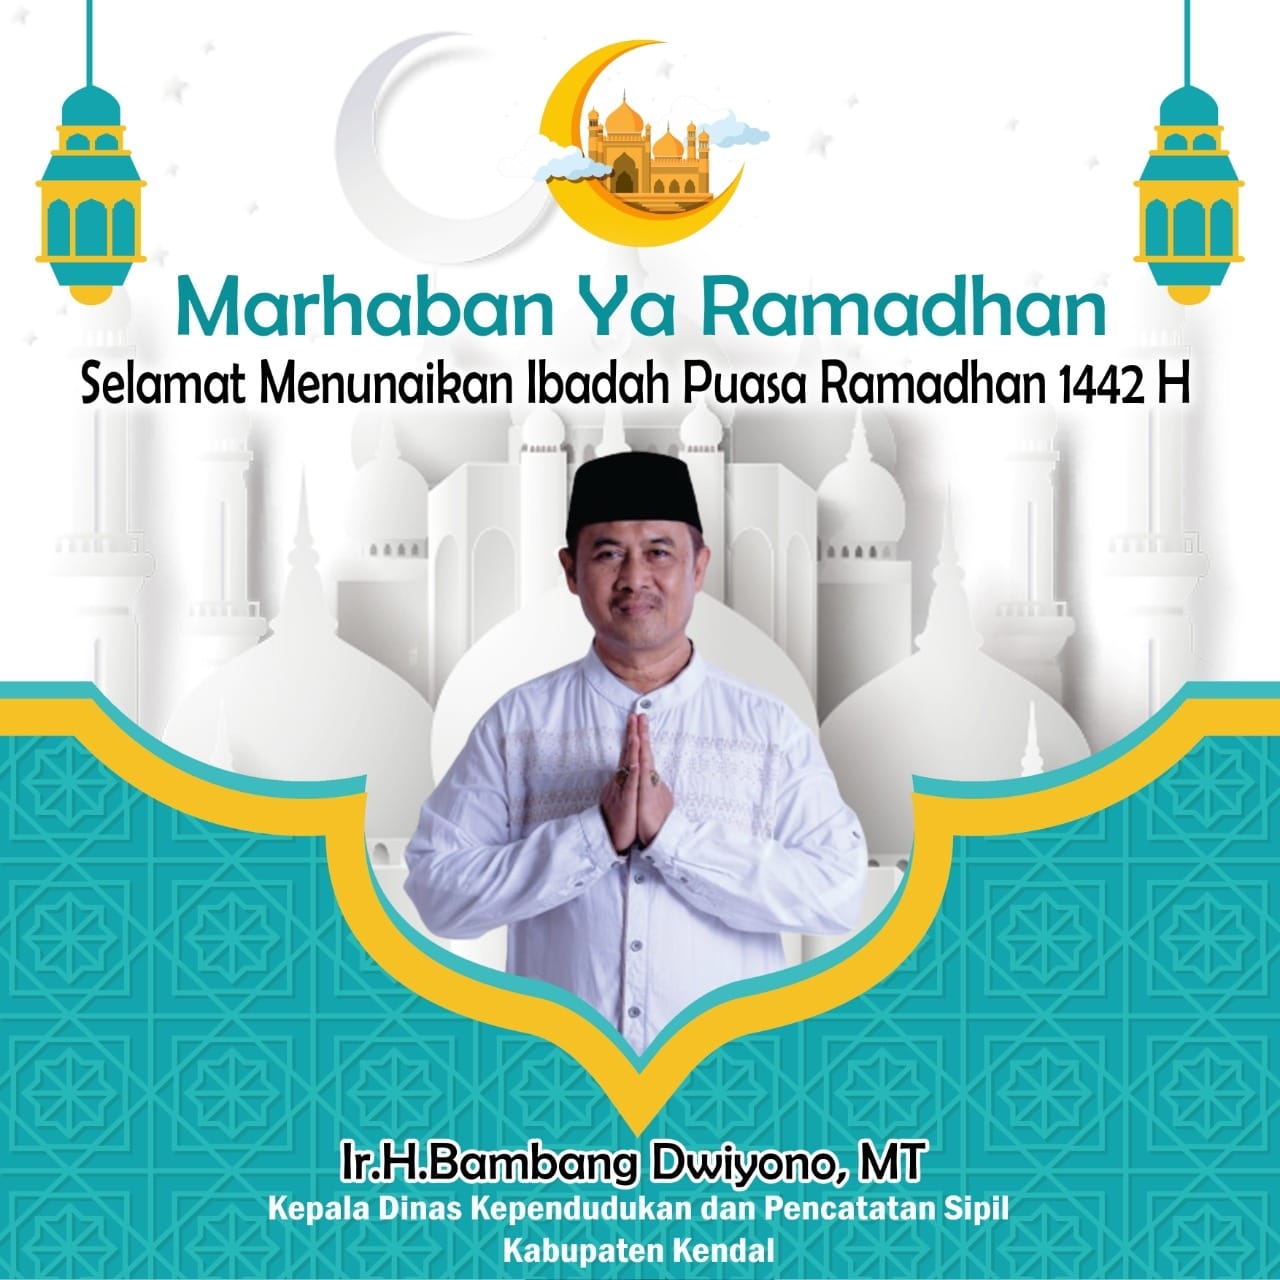 Marhaban Ya Ramadhan
Selamat Menunaikan Ibadah Puasa Ramadhan 1442 H
Ir.H.Bambang Dwiyono, MT
Kepala Dinas Kependudukan dan Pencatatan Sipil
Kabupaten Kendal